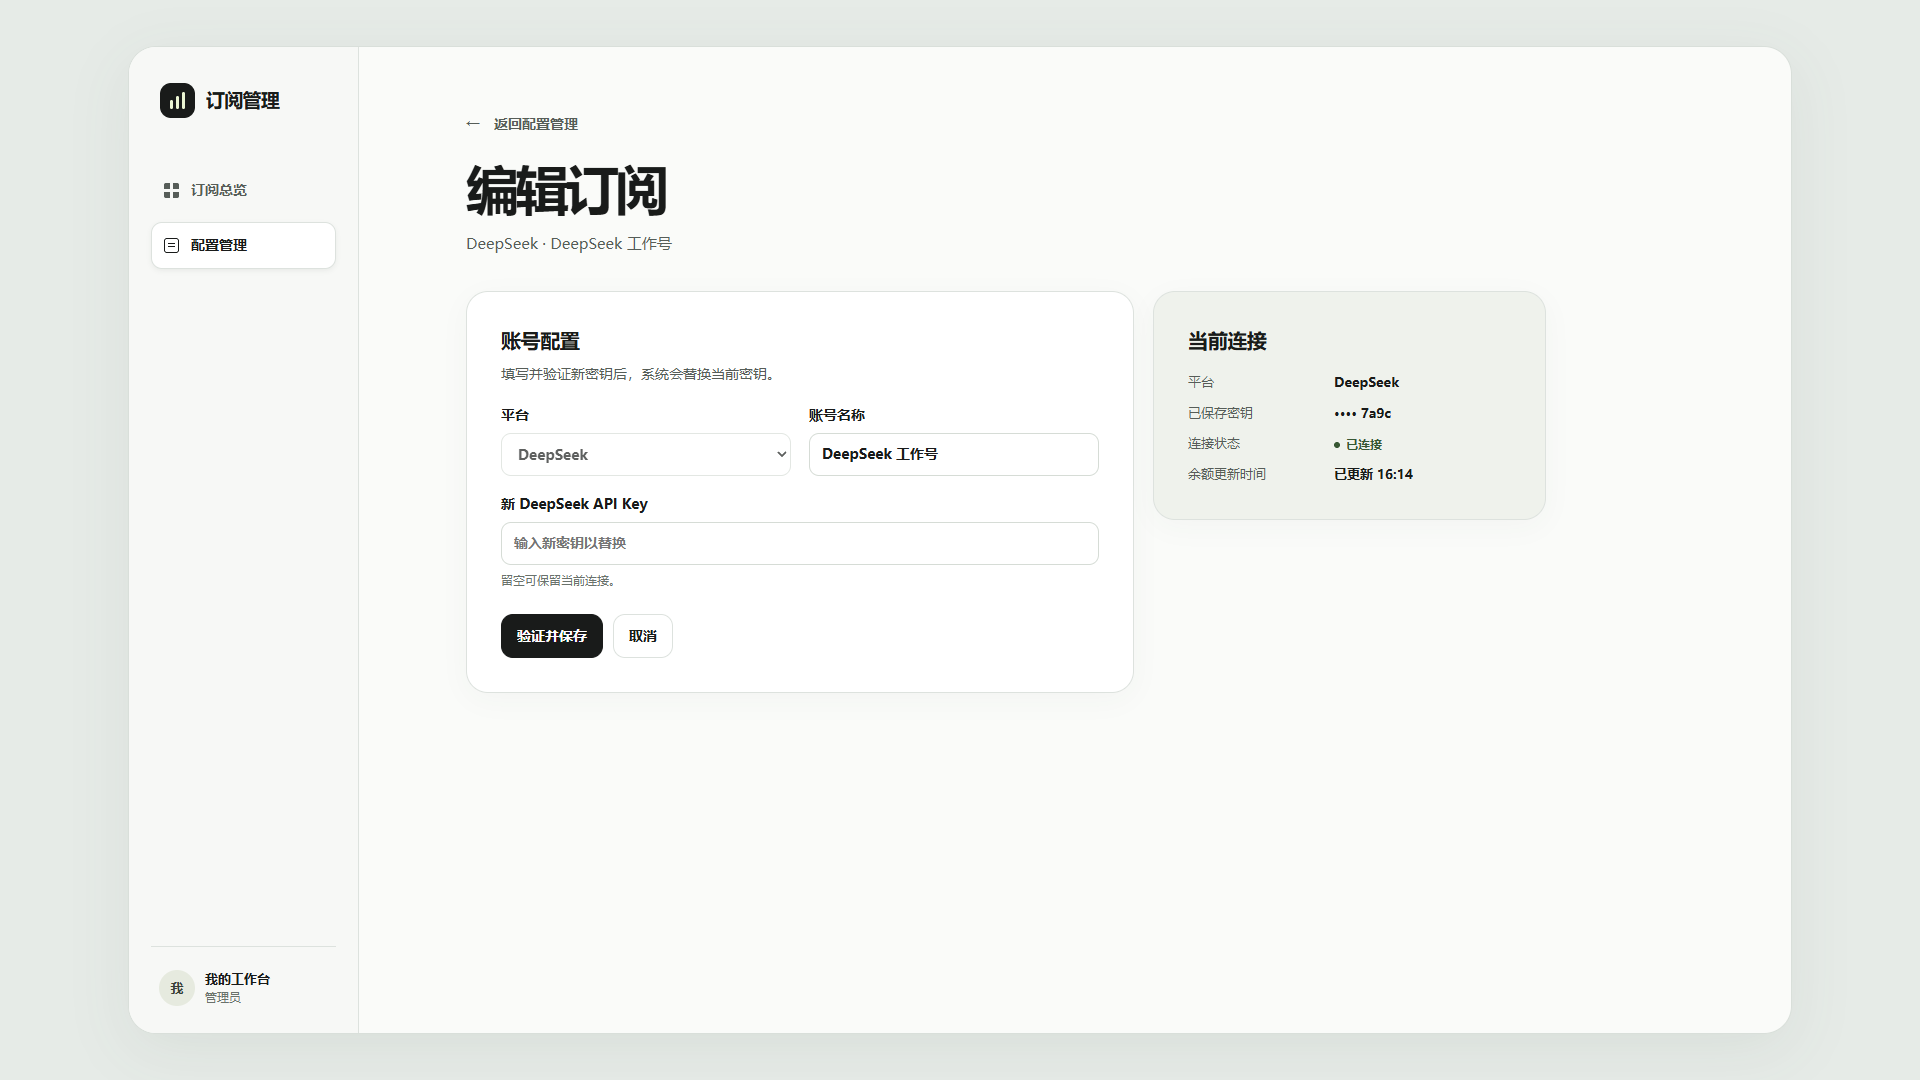 订阅管理
订阅总览
配置管理
我
我的工作台
管理员
← 返回配置管理
编辑订阅
DeepSeek · DeepSeek 工作号
账号配置
填写并验证新密钥后，系统会替换当前密钥。
平台
DeepSeek
账号名称
DeepSeek 工作号
新 DeepSeek API Key
输入新密钥以替换
留空可保留当前连接。
验证并保存
取消
当前连接
平台 DeepSeek
已保存密钥 •••• 7a9c
连接状态 ● 已连接
余额更新时间 已更新 16:14